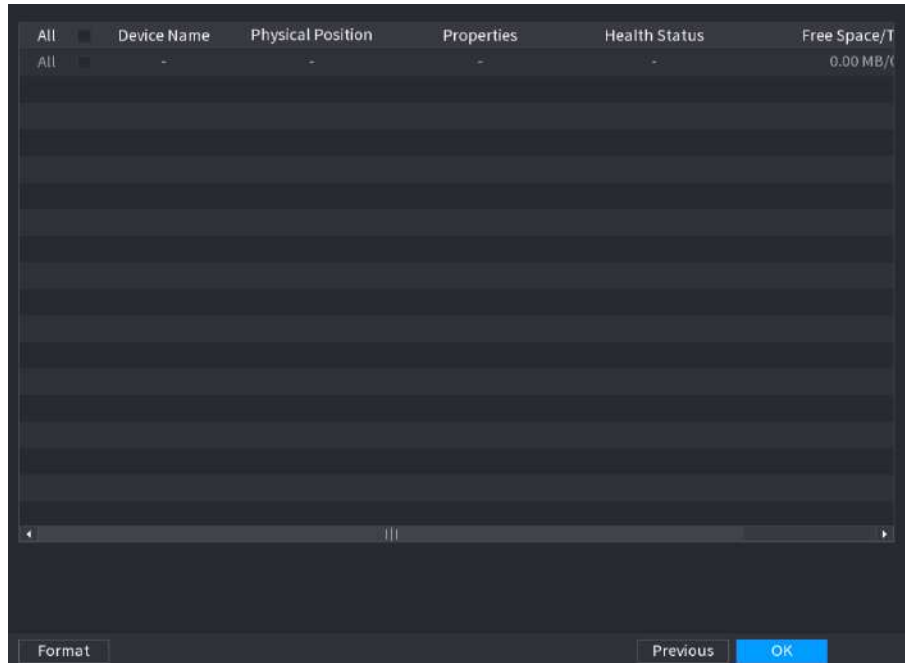 All Device Name Physical Position Properties Health Status Free Space/T
All - - - - 0.00 MB/
Format Previous OK